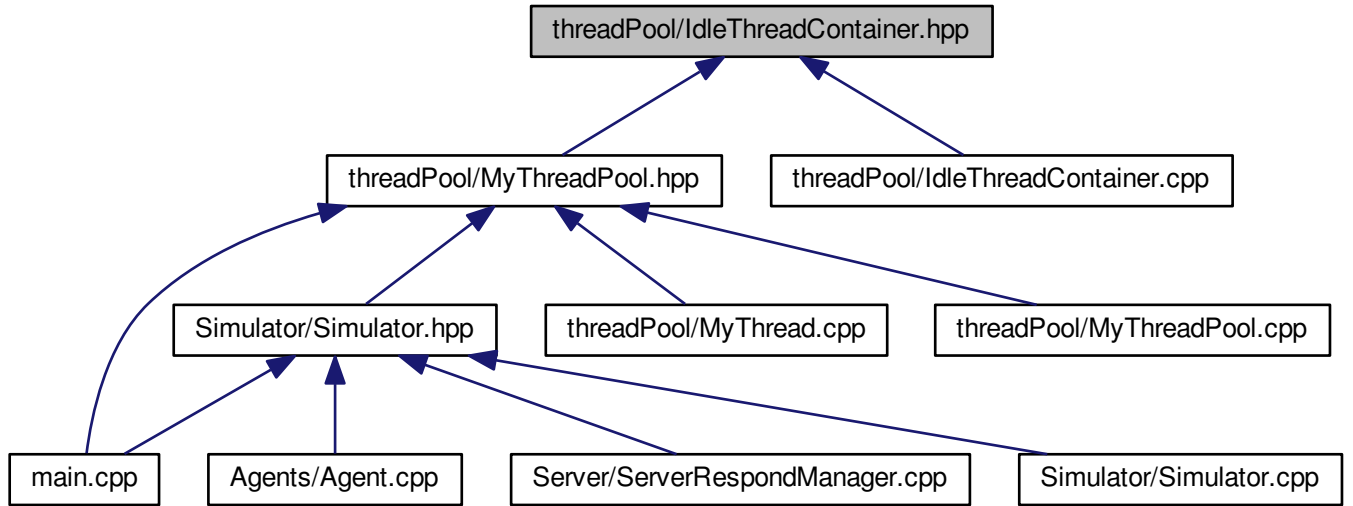 threadPool/IdleThreadContainer.hpp
threadPool/MyThreadPool.hpp
threadPool/IdleThreadContainer.cpp
Simulator/Simulator.hpp
threadPool/MyThread.cpp
threadPool/MyThreadPool.cpp
main.cpp
Agents/Agent.cpp
Server/ServerRespondManager.cpp
Simulator/Simulator.cpp